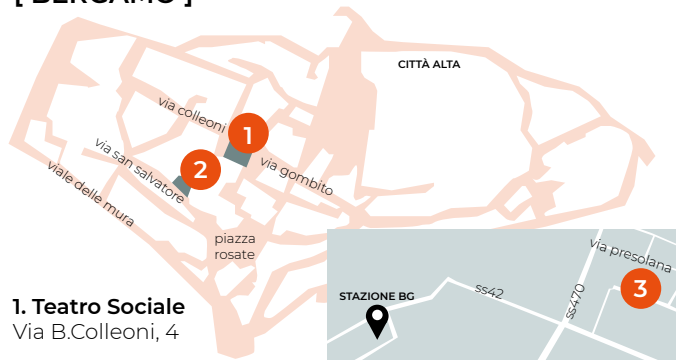 [ BERGAMO ]
CITTÀ ALTA
via colleoni
1
via san salvatore
2
via gombito
viale delle mura
piazza
rosate
via presolana
3
STAZIONE BG
ss42
ss470
1. Teatro Sociale
Via B.Colleoni, 4